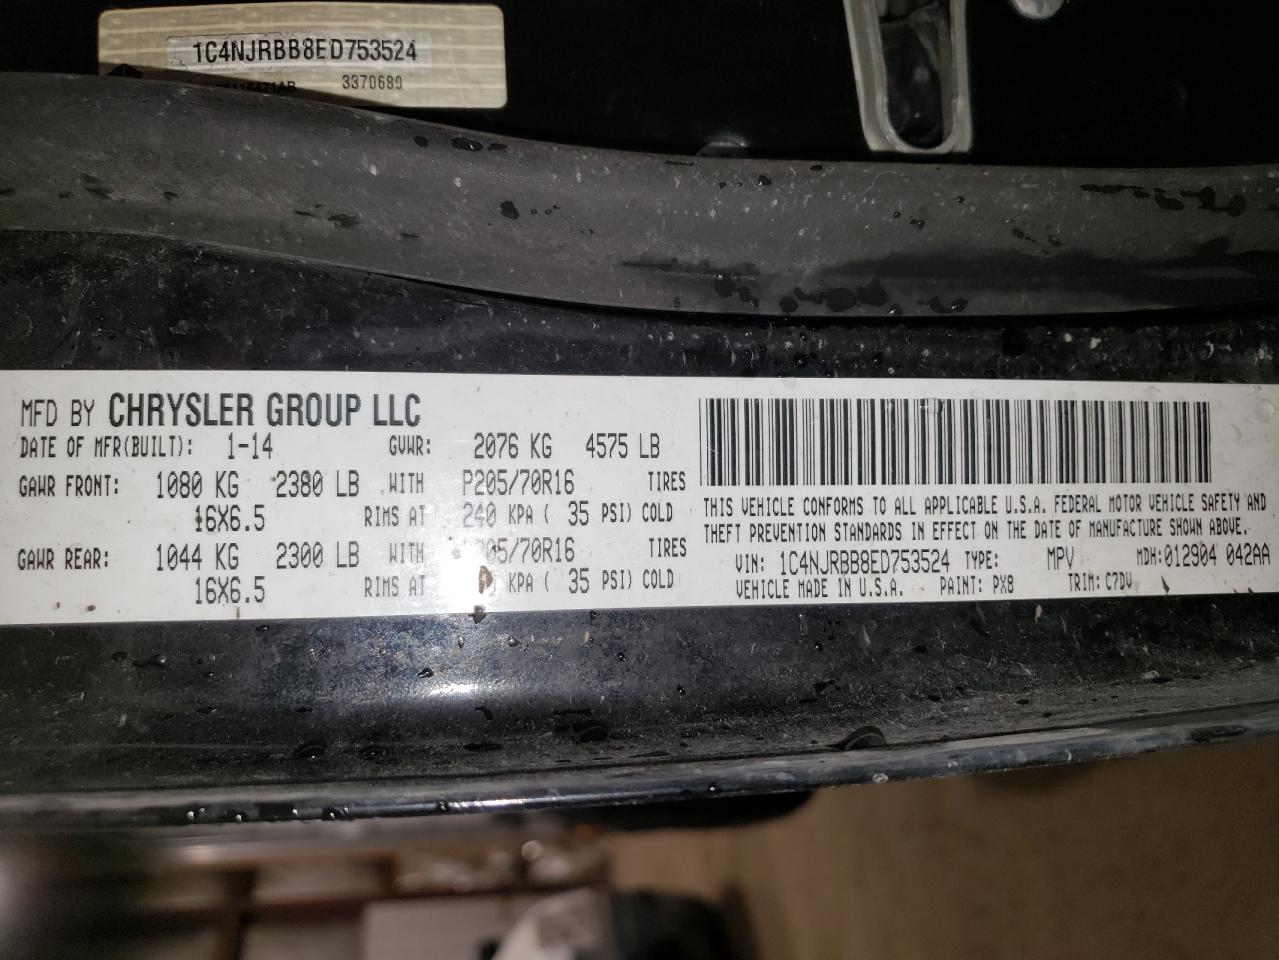 1C4NJRBB8ED753524
3370689
MFD BY CHRYSLER GROUP LLC
DATE OF MFR(BUILT): 1-14 GVWR: 2076 KG 4575 LB
GAWR FRONT: 1080 KG 2380 LB WITH P205/70R16 TIRES
16X6.5 RIMS AT 240 KPA ( 35 PSI) COLD
GAWR REAR: 1044 KG 2300 LB WITH 205/70R16 TIRES
16X6.5 RIMS AT KPA ( 35 PSI) COLD
THIS VEHICLE CONFORMS TO ALL APPLICABLE U.S.A. FEDERAL MOTOR VEHICLE SAFETY AND
THEFT PREVENTION STANDARDS IN EFFECT ON THE DATE OF MANUFACTURE SHOWN ABOVE.
VIN: 1C4NJRBB8ED753524 TYPE: MPV MDH:012904 042AA
VEHICLE MADE IN U.S.A. PAINT: PX8 TRIM: C7DV